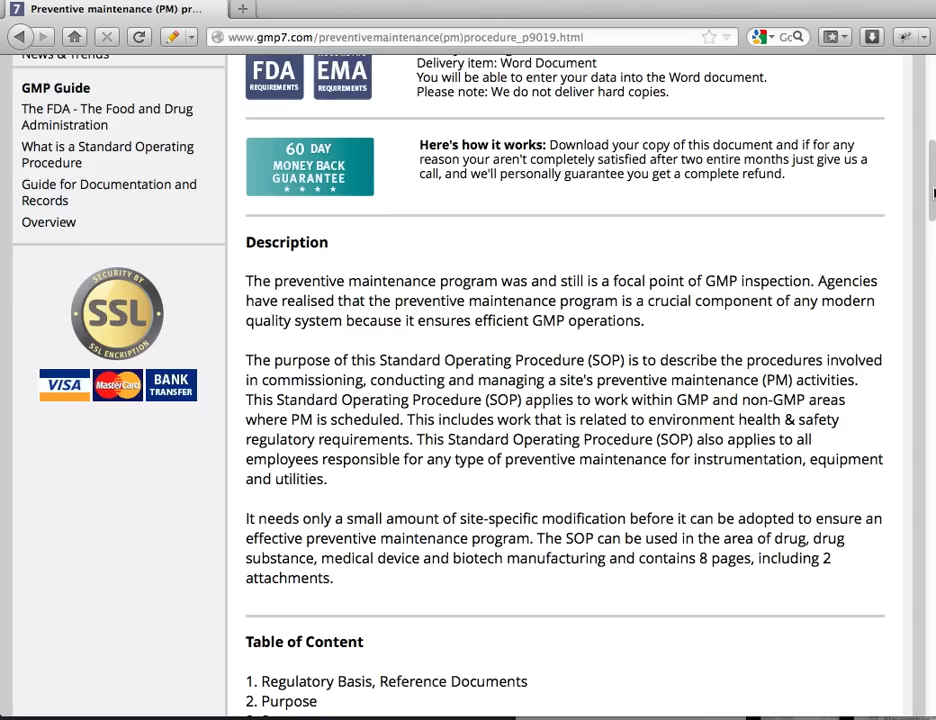 Preventive maintenance (PM) pr...
www.gmp7.com/preventivemaintenance(pm)procedure_p9019.html
News & Trends
GMP Guide
The FDA - The Food and Drug
Administration
What is a Standard Operating
Procedure
Guide for Documentation and
Records
Overview
SECURITY BY
SSL
SSL ENCRIPTION
VISA
MasterCard
BANK
TRANSFER
FDA
REQUIREMENTS
EMA
REQUIREMENTS
Delivery item: Word Document
You will be able to enter your data into the Word document.
Please note: We do not deliver hard copies.
60 DAY
MONEY BACK
GUARANTEE
Here's how it works: Download your copy of this document and if for any
reason your aren't completely satisfied after two entire months just give us a
call, and we'll personally guarantee you get a complete refund.
Description
The preventive maintenance program was and still is a focal point of GMP inspection. Agencies
have realised that the preventive maintenance program is a crucial component of any modern
quality system because it ensures efficient GMP operations.
The purpose of this Standard Operating Procedure (SOP) is to describe the procedures involved
in commissioning, conducting and managing a site's preventive maintenance (PM) activities.
This Standard Operating Procedure (SOP) applies to work within GMP and non-GMP areas
where PM is scheduled. This includes work that is related to environment health & safety
regulatory requirements. This Standard Operating Procedure (SOP) also applies to all
employees responsible for any type of preventive maintenance for instrumentation, equipment
and utilities.
It needs only a small amount of site-specific modification before it can be adopted to ensure an
effective preventive maintenance program. The SOP can be used in the area of drug, drug
substance, medical device and biotech manufacturing and contains 8 pages, including 2
attachments.
Table of Content
1. Regulatory Basis, Reference Documents
2. Purpose